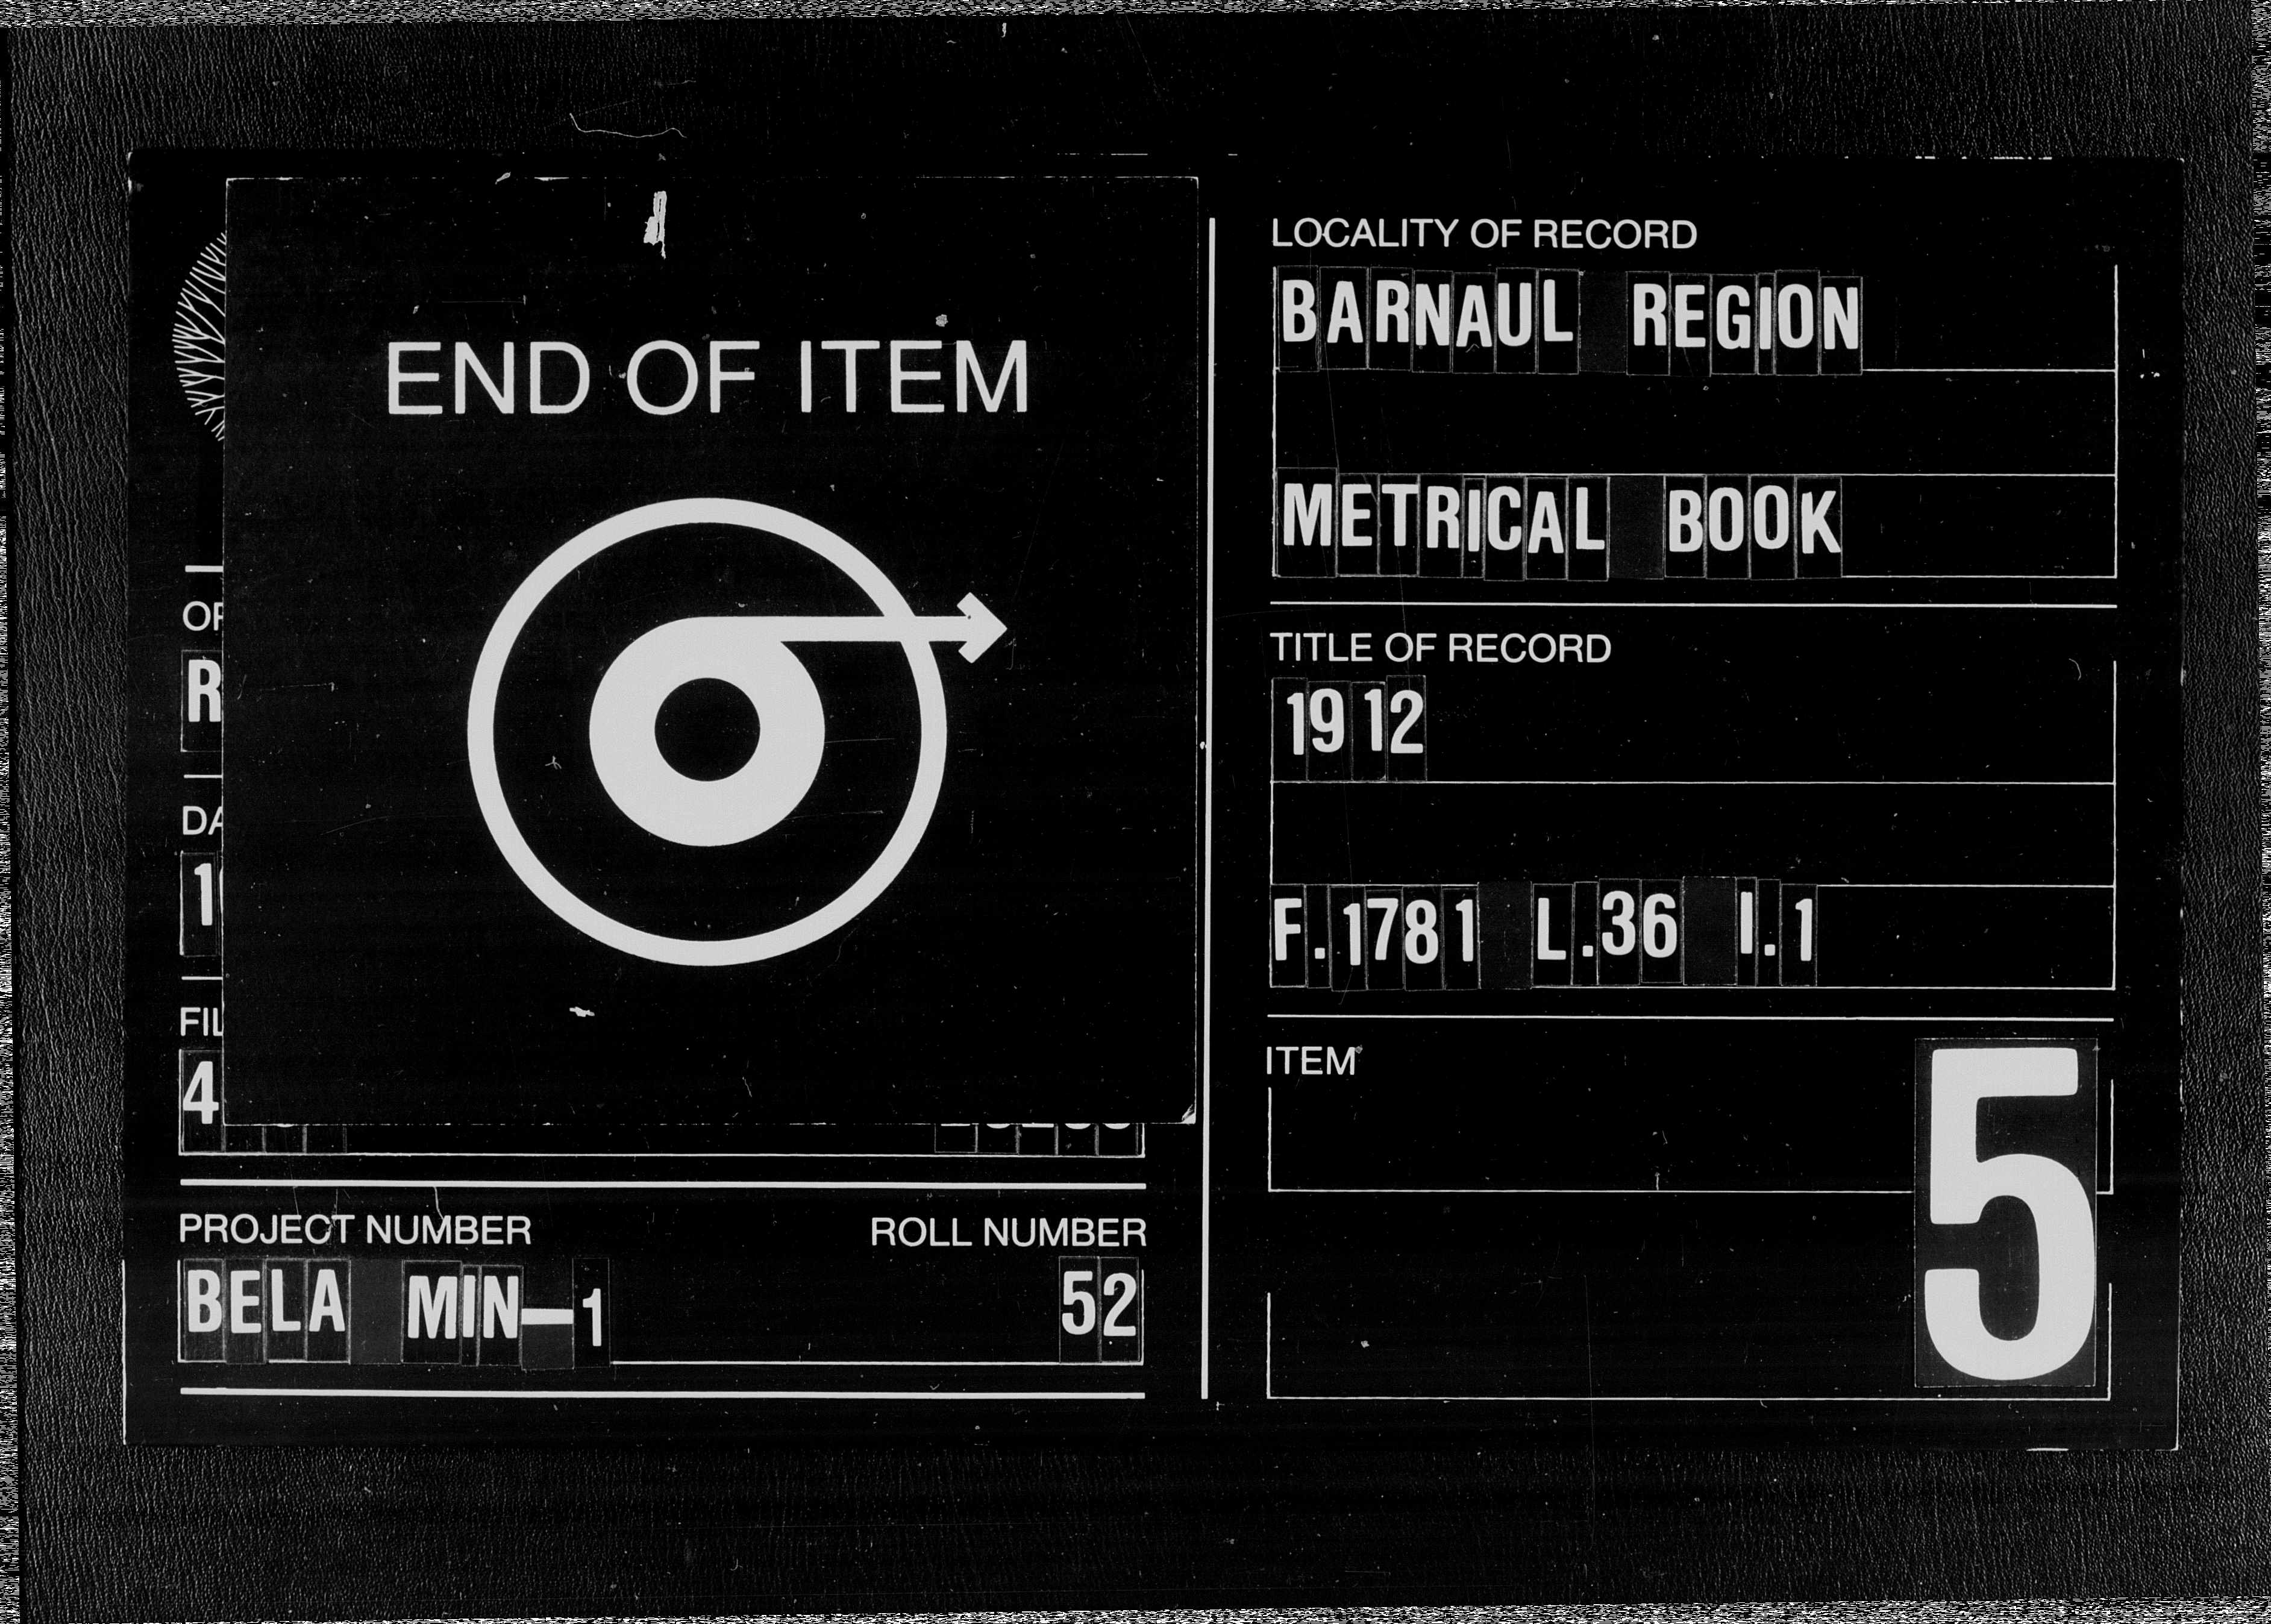 END OF ITEM
PROJECT NUMBER ROLL NUMBER
BELA MIN-1 52
LOCALITY OF RECORD
BARNAUL REGION
METRICAL BOOK
TITLE OF RECORD
1912
F.1781 L.36 I.1
ITEM
5